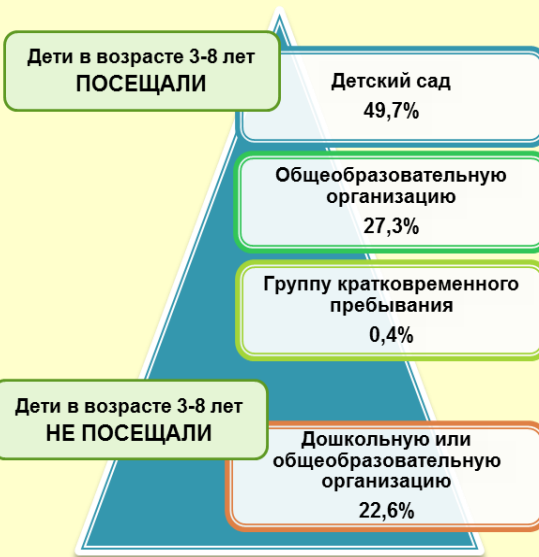 Дети в возрасте 3-8 лет
ПОСЕЩАЛИ
Детский сад
49,7%
Общеобразовательную
организацию
27,3%
Группу кратковременного
пребывания
0,4%
Дети в возрасте 3-8 лет
НЕ ПОСЕЩАЛИ
Дошкольную или
общеобразовательную
организацию
22,6%